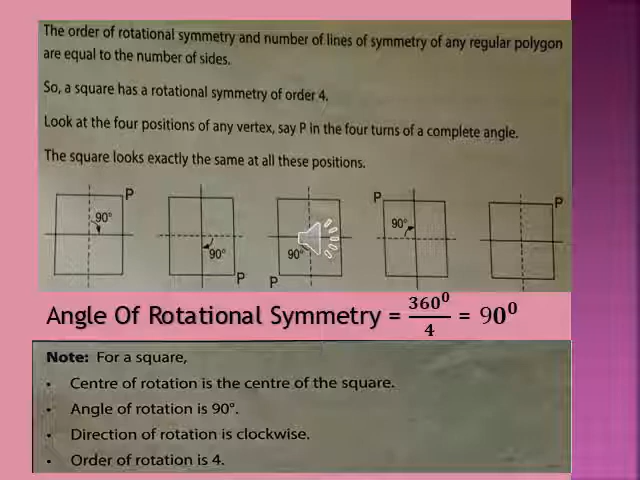 The order of rotational symmetry and number of lines of symmetry of any regular polygon
are equal to the number of sides.
So, a square has a rotational symmetry of order 4.
Look at the four positions of any vertex, say P in the four turns of a complete angle.
The square looks exactly the same at all these positions.
P P P
90° 90°
90° 90°
P P
Angle Of Rotational Symmetry = 360⁰/4 = 90⁰
Note: For a square,
• Centre of rotation is the centre of the square.
• Angle of rotation is 90°.
• Direction of rotation is clockwise.
• Order of rotation is 4.